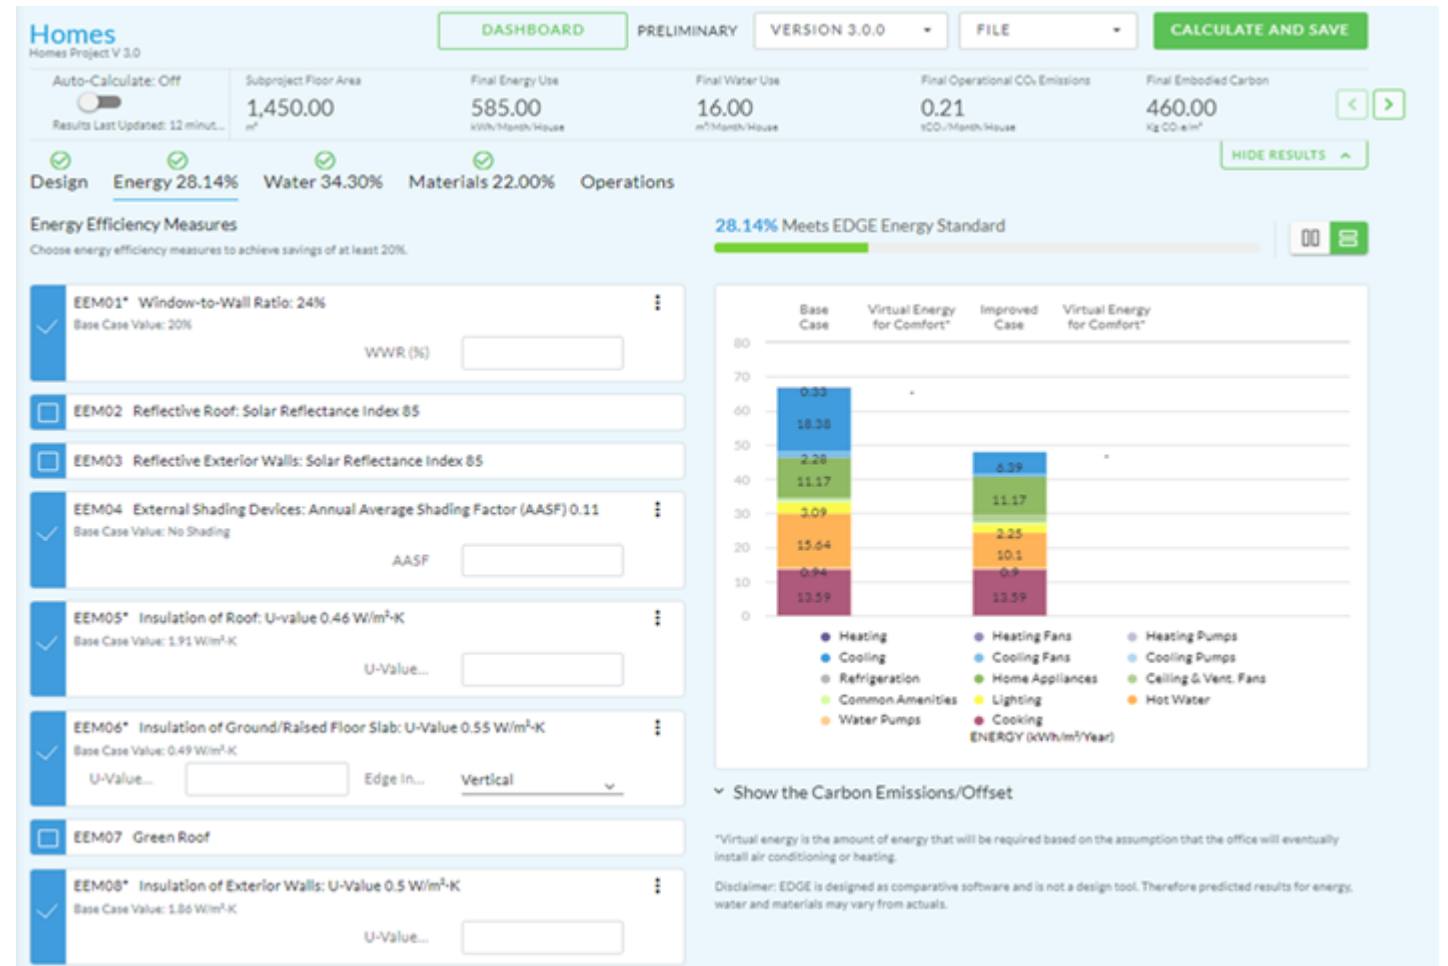 Homes
Homes Project V 3.0
DASHBOARD
PRELIMINARY
VERSION 3.0.0
FILE
CALCULATE AND SAVE
Auto-Calculate: Off
Results Last Updated: 12 minut...
Subproject Floor Area
1,450.00
m²
Final Energy Use
585.00
kWh/Month/House
Final Water Use
16.00
m³/Month/House
Final Operational CO₂ Emissions
0.21
tCO₂/Month/House
Final Embodied Carbon
460.00
Kg CO₂e/m²
HIDE RESULTS
Design
Energy 28.14%
Water 34.30%
Materials 22.00%
Operations
Energy Efficiency Measures
Choose energy efficiency measures to achieve savings of at least 20%.
EEM01* Window-to-Wall Ratio: 24%
Base Case Value: 20%
WWR (%)
EEM02 Reflective Roof: Solar Reflectance Index 85
EEM03 Reflective Exterior Walls: Solar Reflectance Index 85
EEM04 External Shading Devices: Annual Average Shading Factor (AASF) 0.11
Base Case Value: No Shading
AASF
EEM05* Insulation of Roof: U-value 0.46 W/m²·K
Base Case Value: 1.91 W/m²·K
U-Value...
EEM06* Insulation of Ground/Raised Floor Slab: U-Value 0.55 W/m²·K
Base Case Value: 0.49 W/m²·K
U-Value...
Edge In...
Vertical
EEM07 Green Roof
EEM08* Insulation of Exterior Walls: U-Value 0.5 W/m²·K
Base Case Value: 1.86 W/m²·K
U-Value...
28.14% Meets EDGE Energy Standard
Base Case
Virtual Energy for Comfort*
Improved Case
Virtual Energy for Comfort*
80
70
60
50
40
30
20
10
0
0.33
18.38
2.28
11.17
3.09
15.64
0.94
13.59
6.39
11.17
2.25
10.1
0.9
13.59
Heating
Heating Fans
Heating Pumps
Cooling
Cooling Fans
Cooling Pumps
Refrigeration
Home Appliances
Ceiling & Vent. Fans
Common Amenities
Lighting
Hot Water
Water Pumps
Cooking
ENERGY (kWh/m²/Year)
Show the Carbon Emissions/Offset
*Virtual energy is the amount of energy that will be required based on the assumption that the office will eventually
install air conditioning or heating.
Disclaimer: EDGE is designed as comparative software and is not a design tool. Therefore predicted results for energy,
water and materials may vary from actuals.